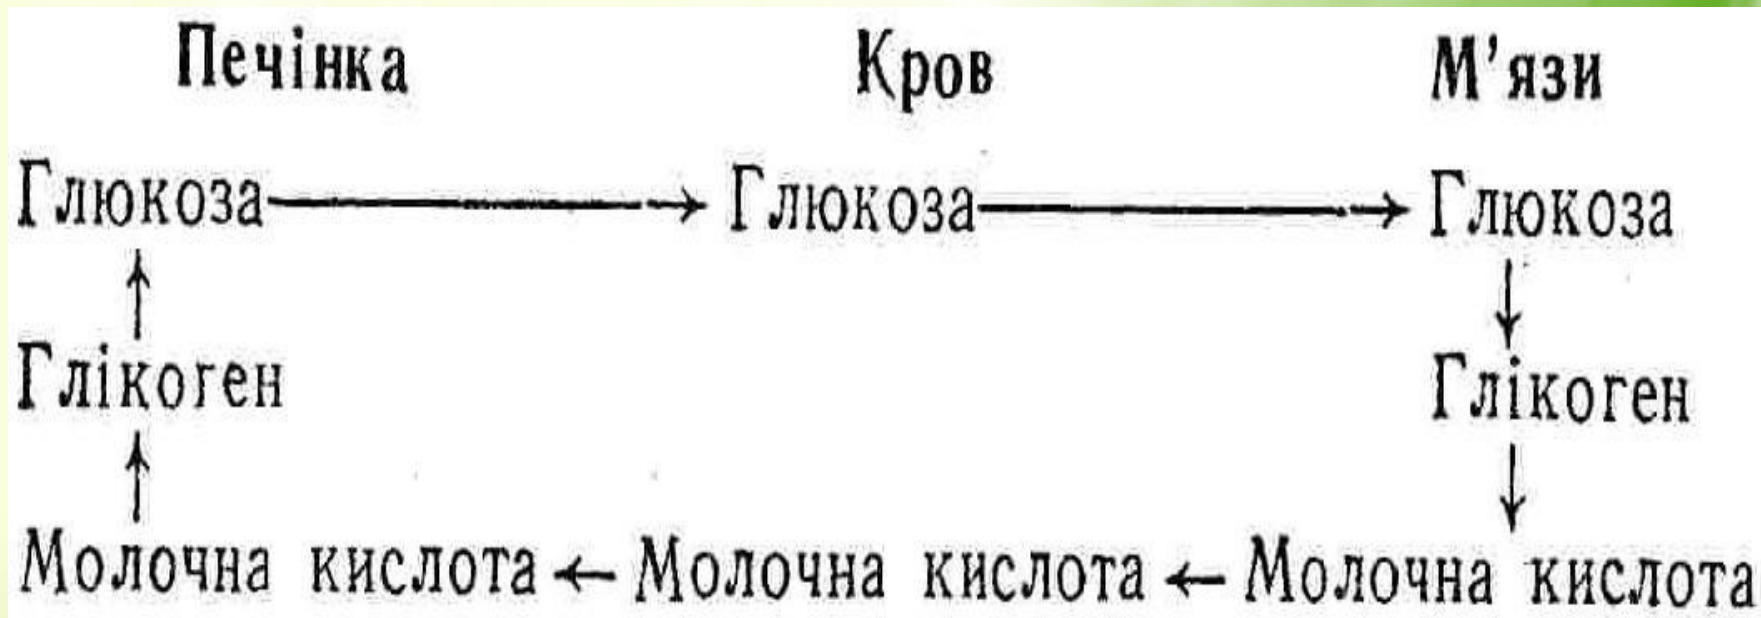 Печінка Кров М'язи
Глюкоза → Глюкоза → Глюкоза
↑ ↓
Глікоген Глікоген
↑ ↓
Молочна кислота ← Молочна кислота ← Молочна кислота